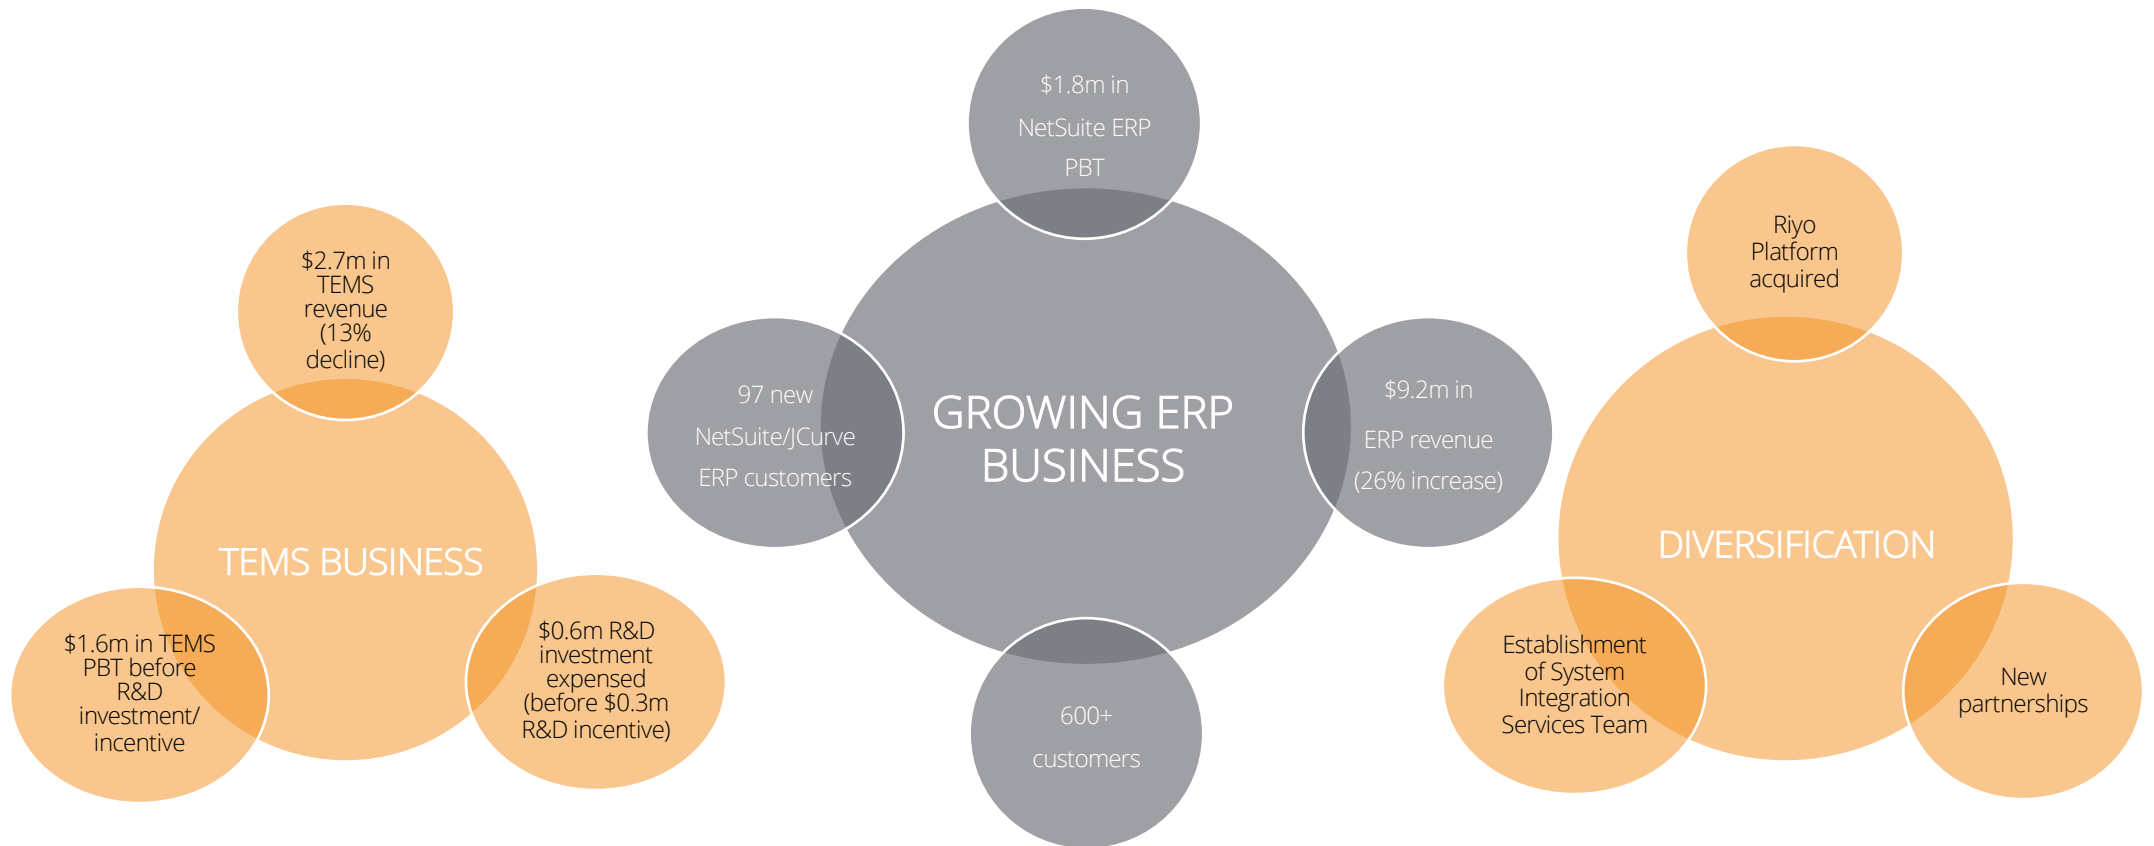 $2.7m in
TEMS
revenue
(13%
decline)
TEMS BUSINESS
$1.6m in TEMS
PBT before
R&D
investment/
incentive
$0.6m R&D
investment
expensed
(before $0.3m
R&D incentive)
$1.8m in
NetSuite ERP
PBT
97 new
NetSuite/JCurve
ERP customers
GROWING ERP
BUSINESS
$9.2m in
ERP revenue
(26% increase)
600+
customers
Riyo
Platform
acquired
DIVERSIFICATION
Establishment
of System
Integration
Services Team
New
partnerships